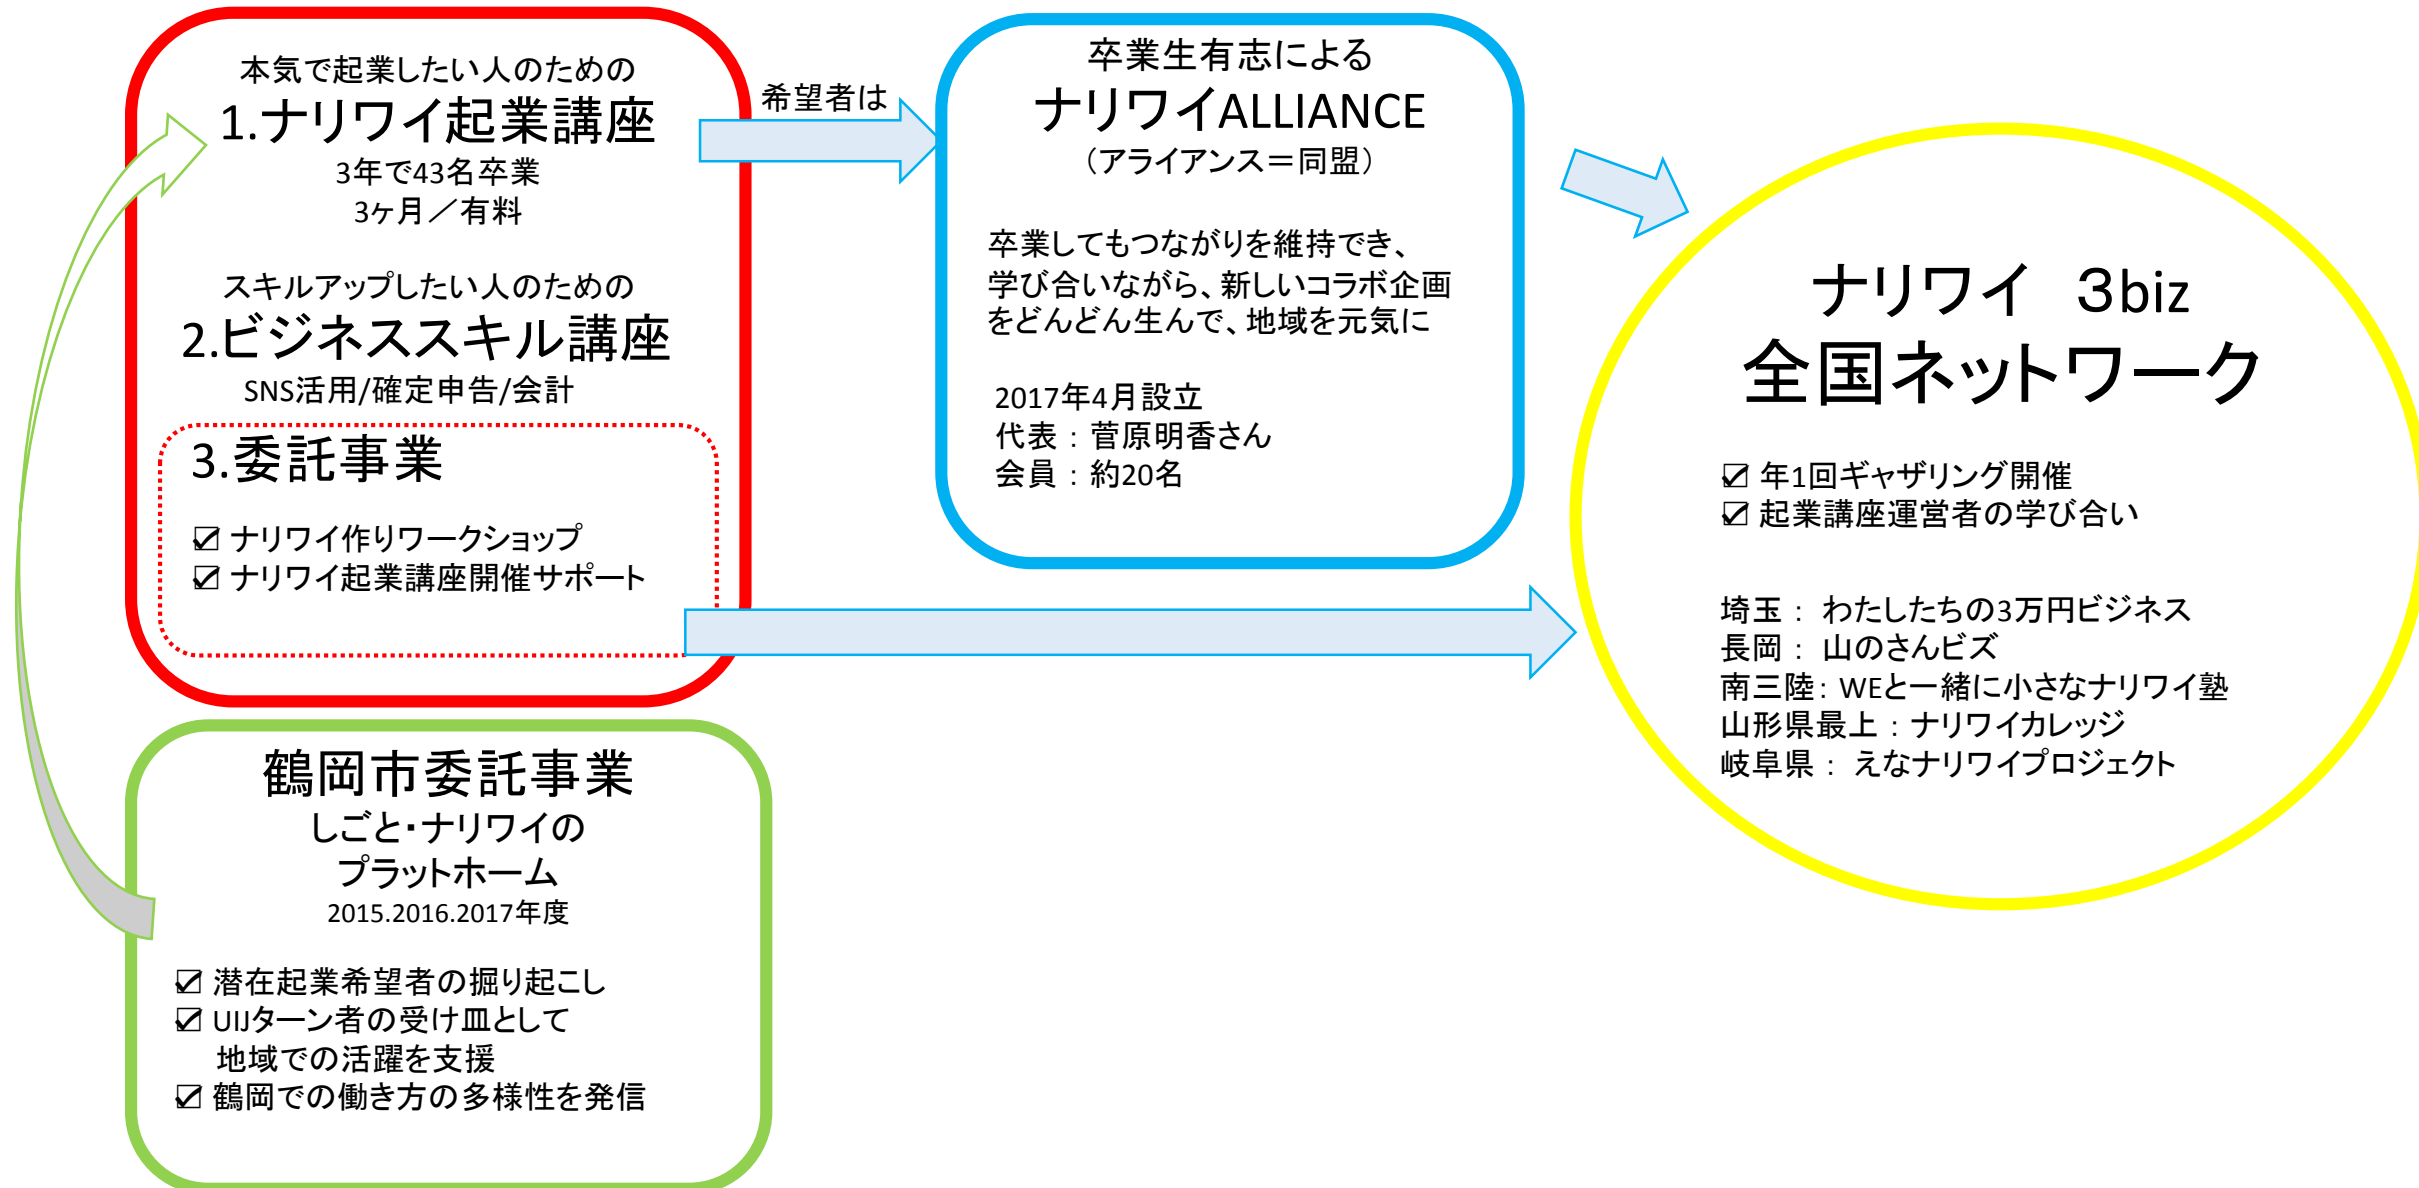 本気で起業したい人のための
1.ナリワイ起業講座
3年で43名卒業
3ヶ月／有料
スキルアップしたい人のための
2.ビジネススキル講座
SNS活用/確定申告/会計
3.委託事業
☑ ナリワイ作りワークショップ
☑ ナリワイ起業講座開催サポート
希望者は
卒業生有志による
ナリワイALLIANCE
（アライアンス＝同盟）
卒業してもつながりを維持でき、
学び合いながら、新しいコラボ企画
をどんどん生んで、地域を元気に
2017年4月設立
代表：菅原明香さん
会員：約20名
ナリワイ　３biz
全国ネットワーク
☑ 年1回ギャザリング開催
☑ 起業講座運営者の学び合い
埼玉： わたしたちの3万円ビジネス
長岡： 山のさんビズ
南三陸：WEと一緒に小さなナリワイ塾
山形県最上：ナリワイカレッジ
岐阜県： えなナリワイプロジェクト
鶴岡市委託事業
しごと・ナリワイの
プラットホーム
2015.2016.2017年度
☑ 潜在起業希望者の掘り起こし
☑ UIJターン者の受け皿として
地域での活躍を支援
☑ 鶴岡での働き方の多様性を発信